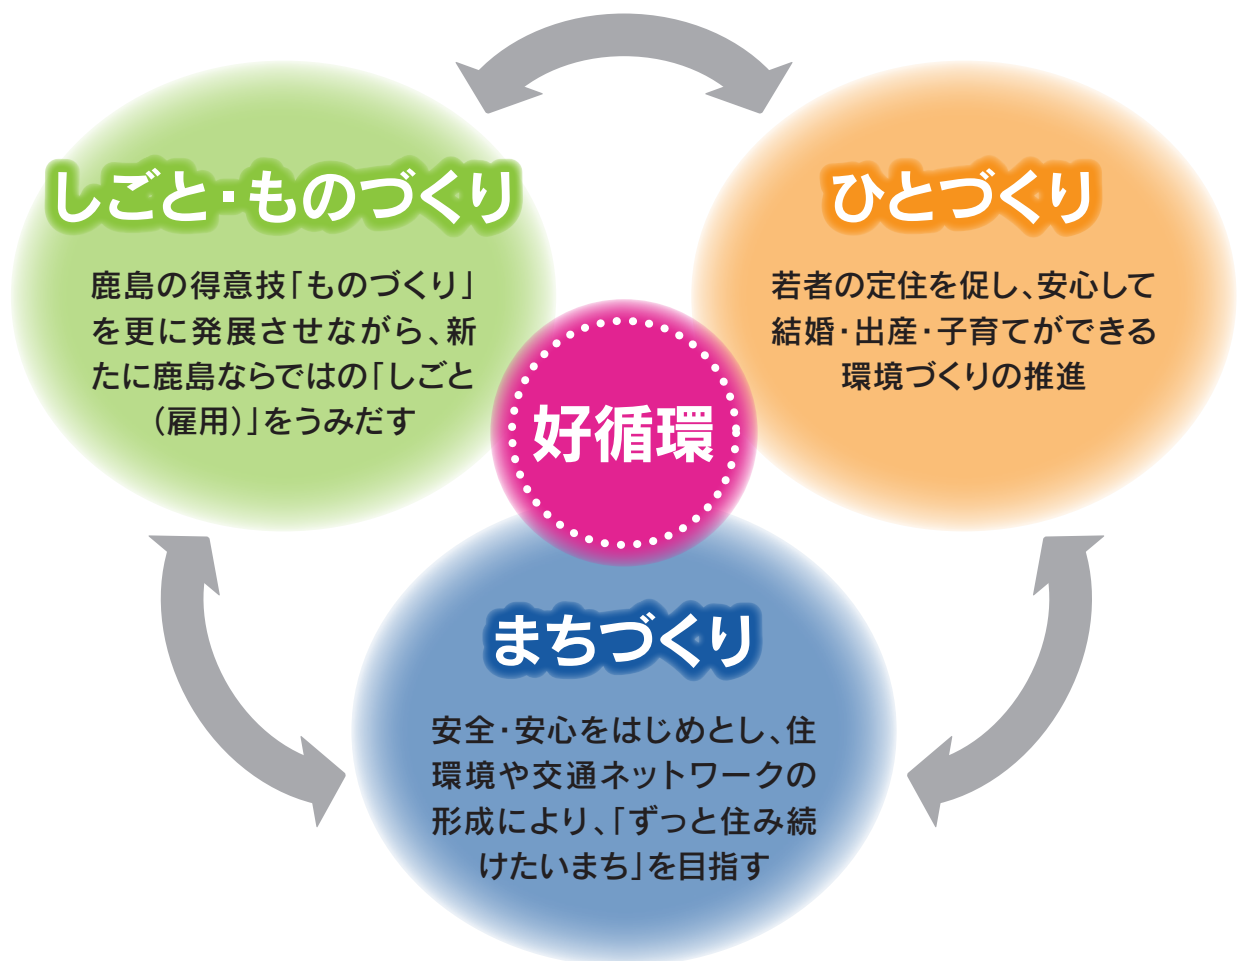 しごと・ものづくり
鹿島の得意技「ものづくり」
を更に発展させながら、新
たに鹿島ならではの「しごと
(雇用)」をうみだす
ひとづくり
若者の定住を促し、安心して
結婚・出産・子育てができる
環境づくりの推進
好循環
まちづくり
安全・安心をはじめとし、住
環境や交通ネットワークの
形成により、「ずっと住み続
けたいまち」を目指す